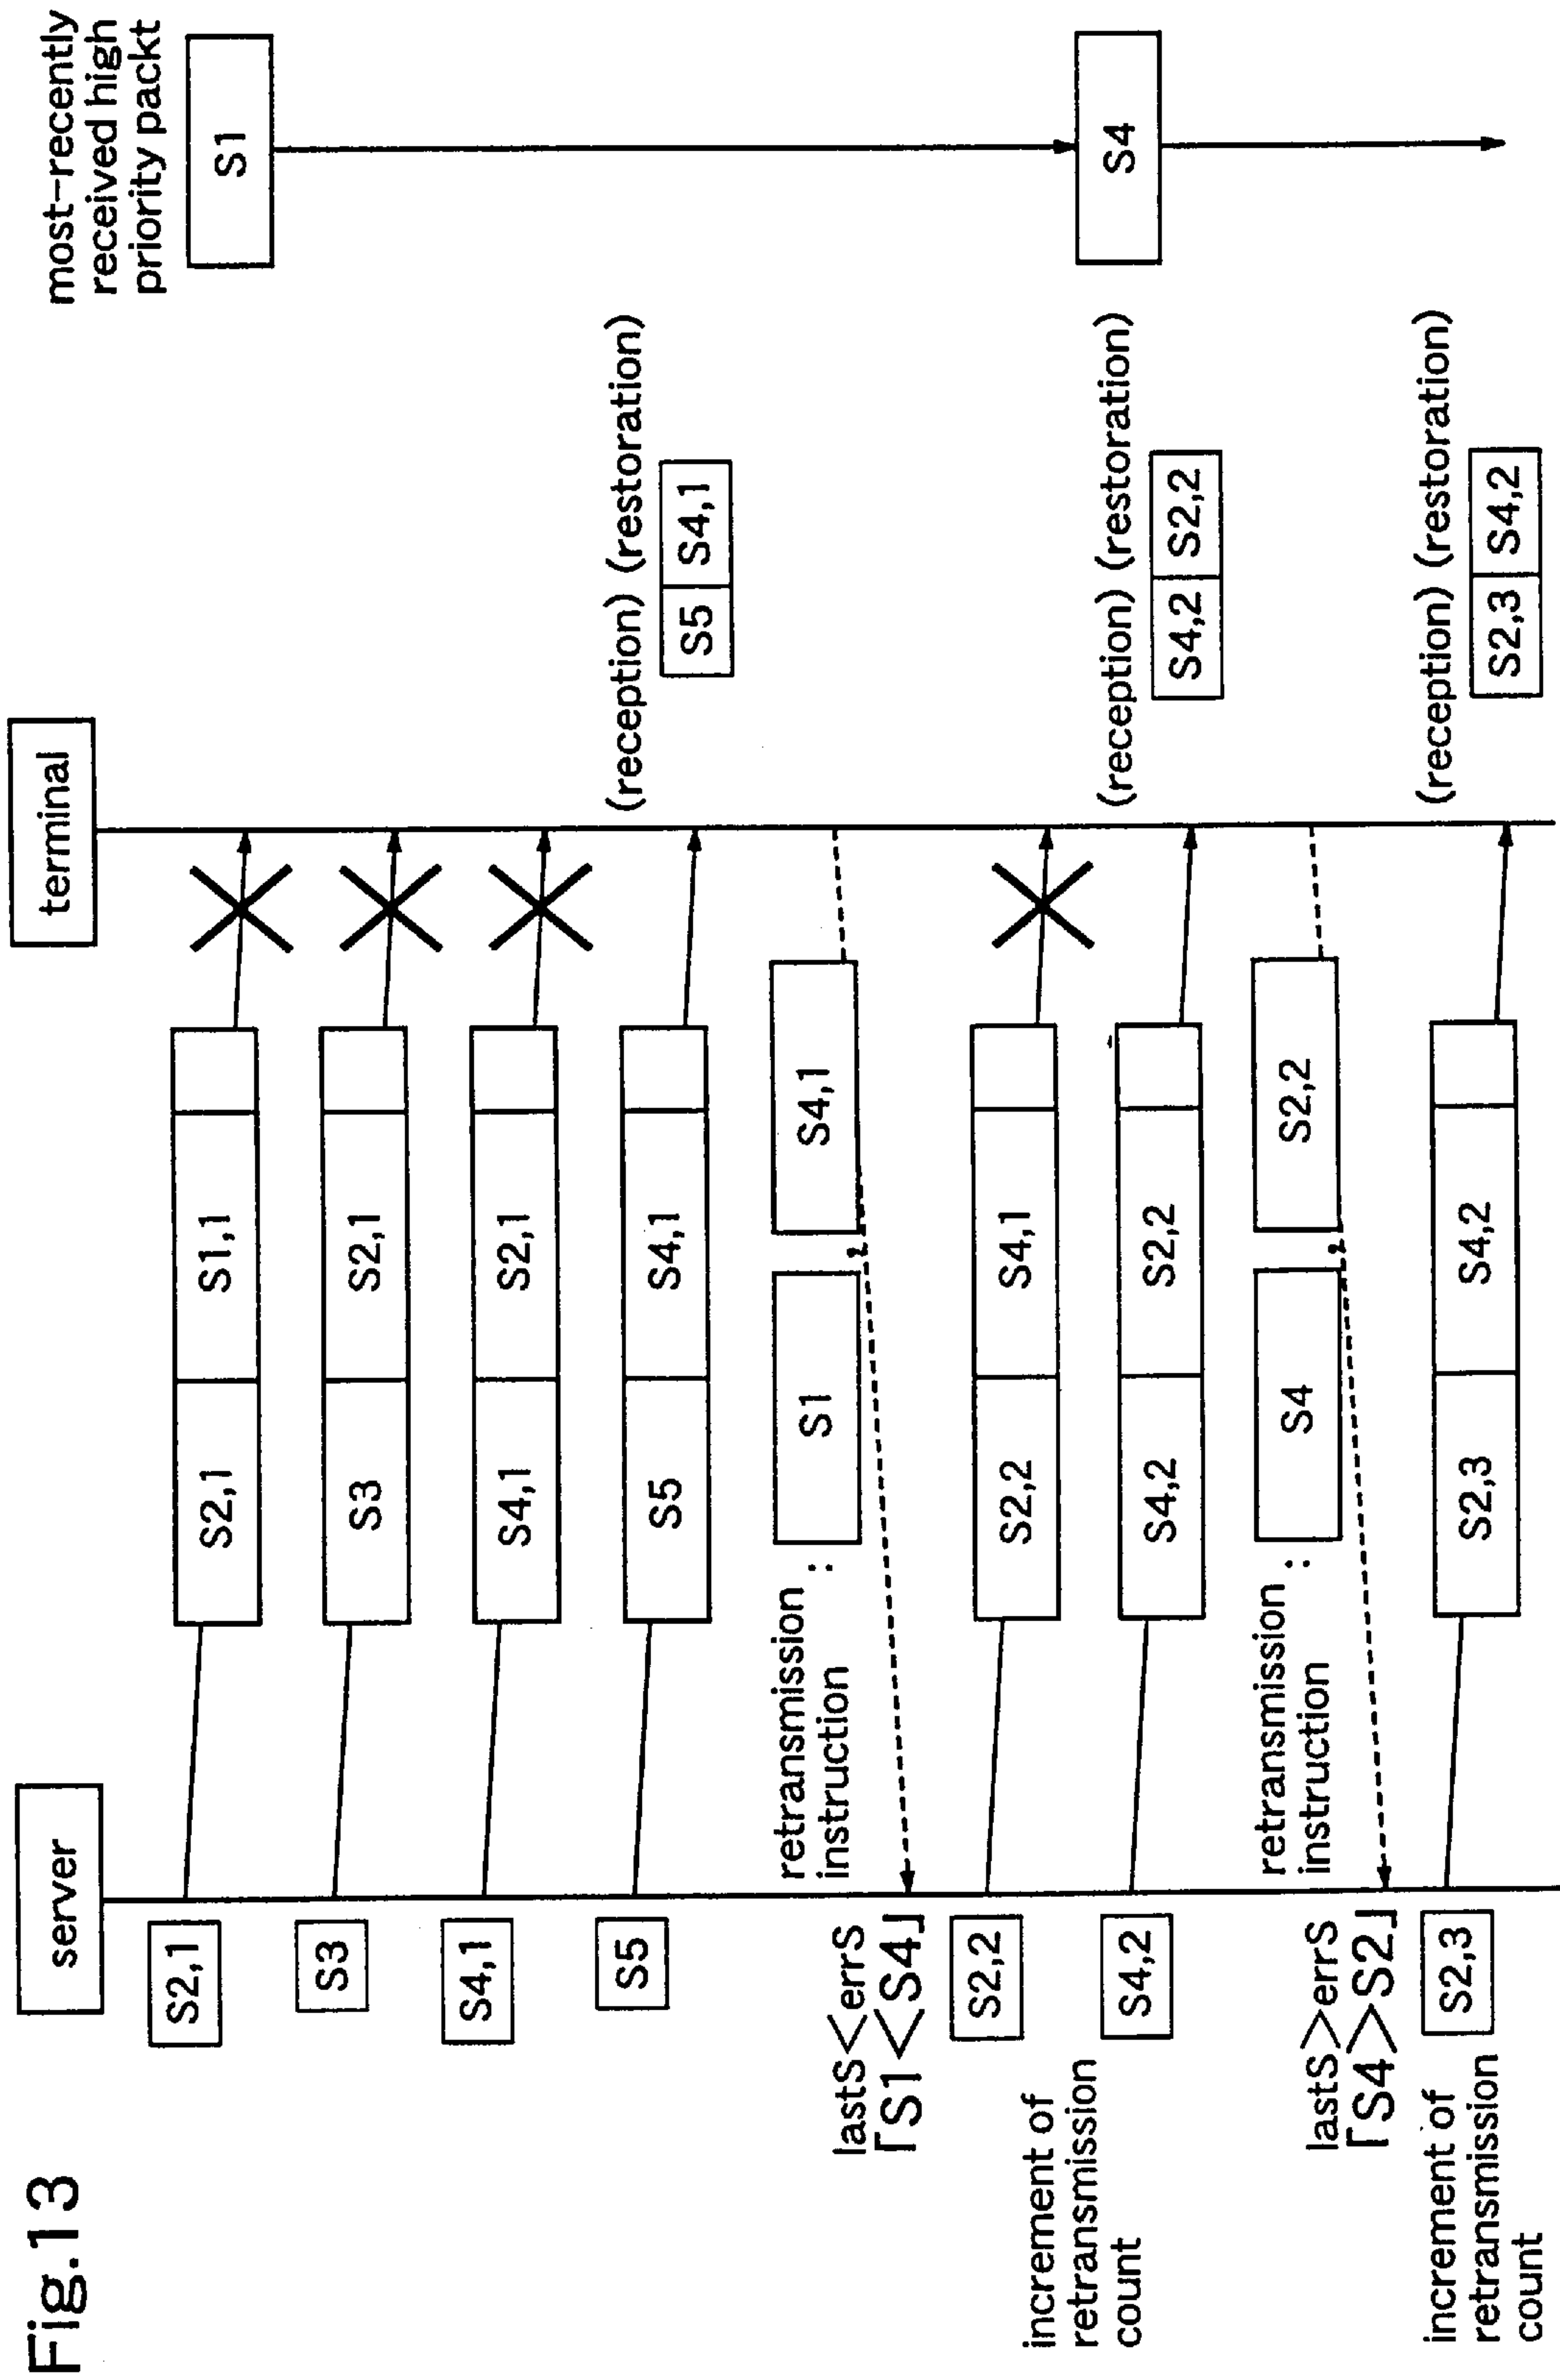 Fig.13
server
terminal
most-recently
received high
priority packt
S1
S2,1
S2,1 S1,1
S3
S3 S2,1
S4,1
S4,1 S2,1
S5
S5 S4,1
(reception) (restoration)
S5 S4,1
retransmission
instruction : S1 , S4,1
lastS<errS
「S1<S4」
S2,2
S2,2 S4,1
increment of
retransmission
count
S4,2
S4,2 S2,2
(reception) (restoration)
S4,2 S2,2
S4
retransmission
instruction : S4 , S2,2
lastS>errS
「S4>S2」
increment of
retransmission
count
S2,3
S2,3 S4,2
(reception) (restoration)
S2,3 S4,2